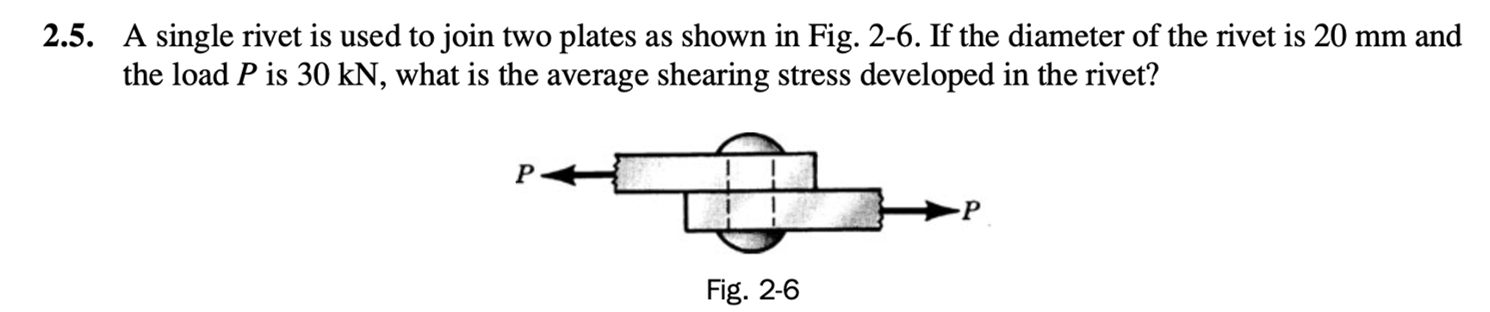 2.5. A single rivet is used to join two plates as shown in Fig. 2-6. If the diameter of the rivet is 20 mm and
the load P is 30 kN, what is the average shearing stress developed in the rivet?
P
P
Fig. 2-6